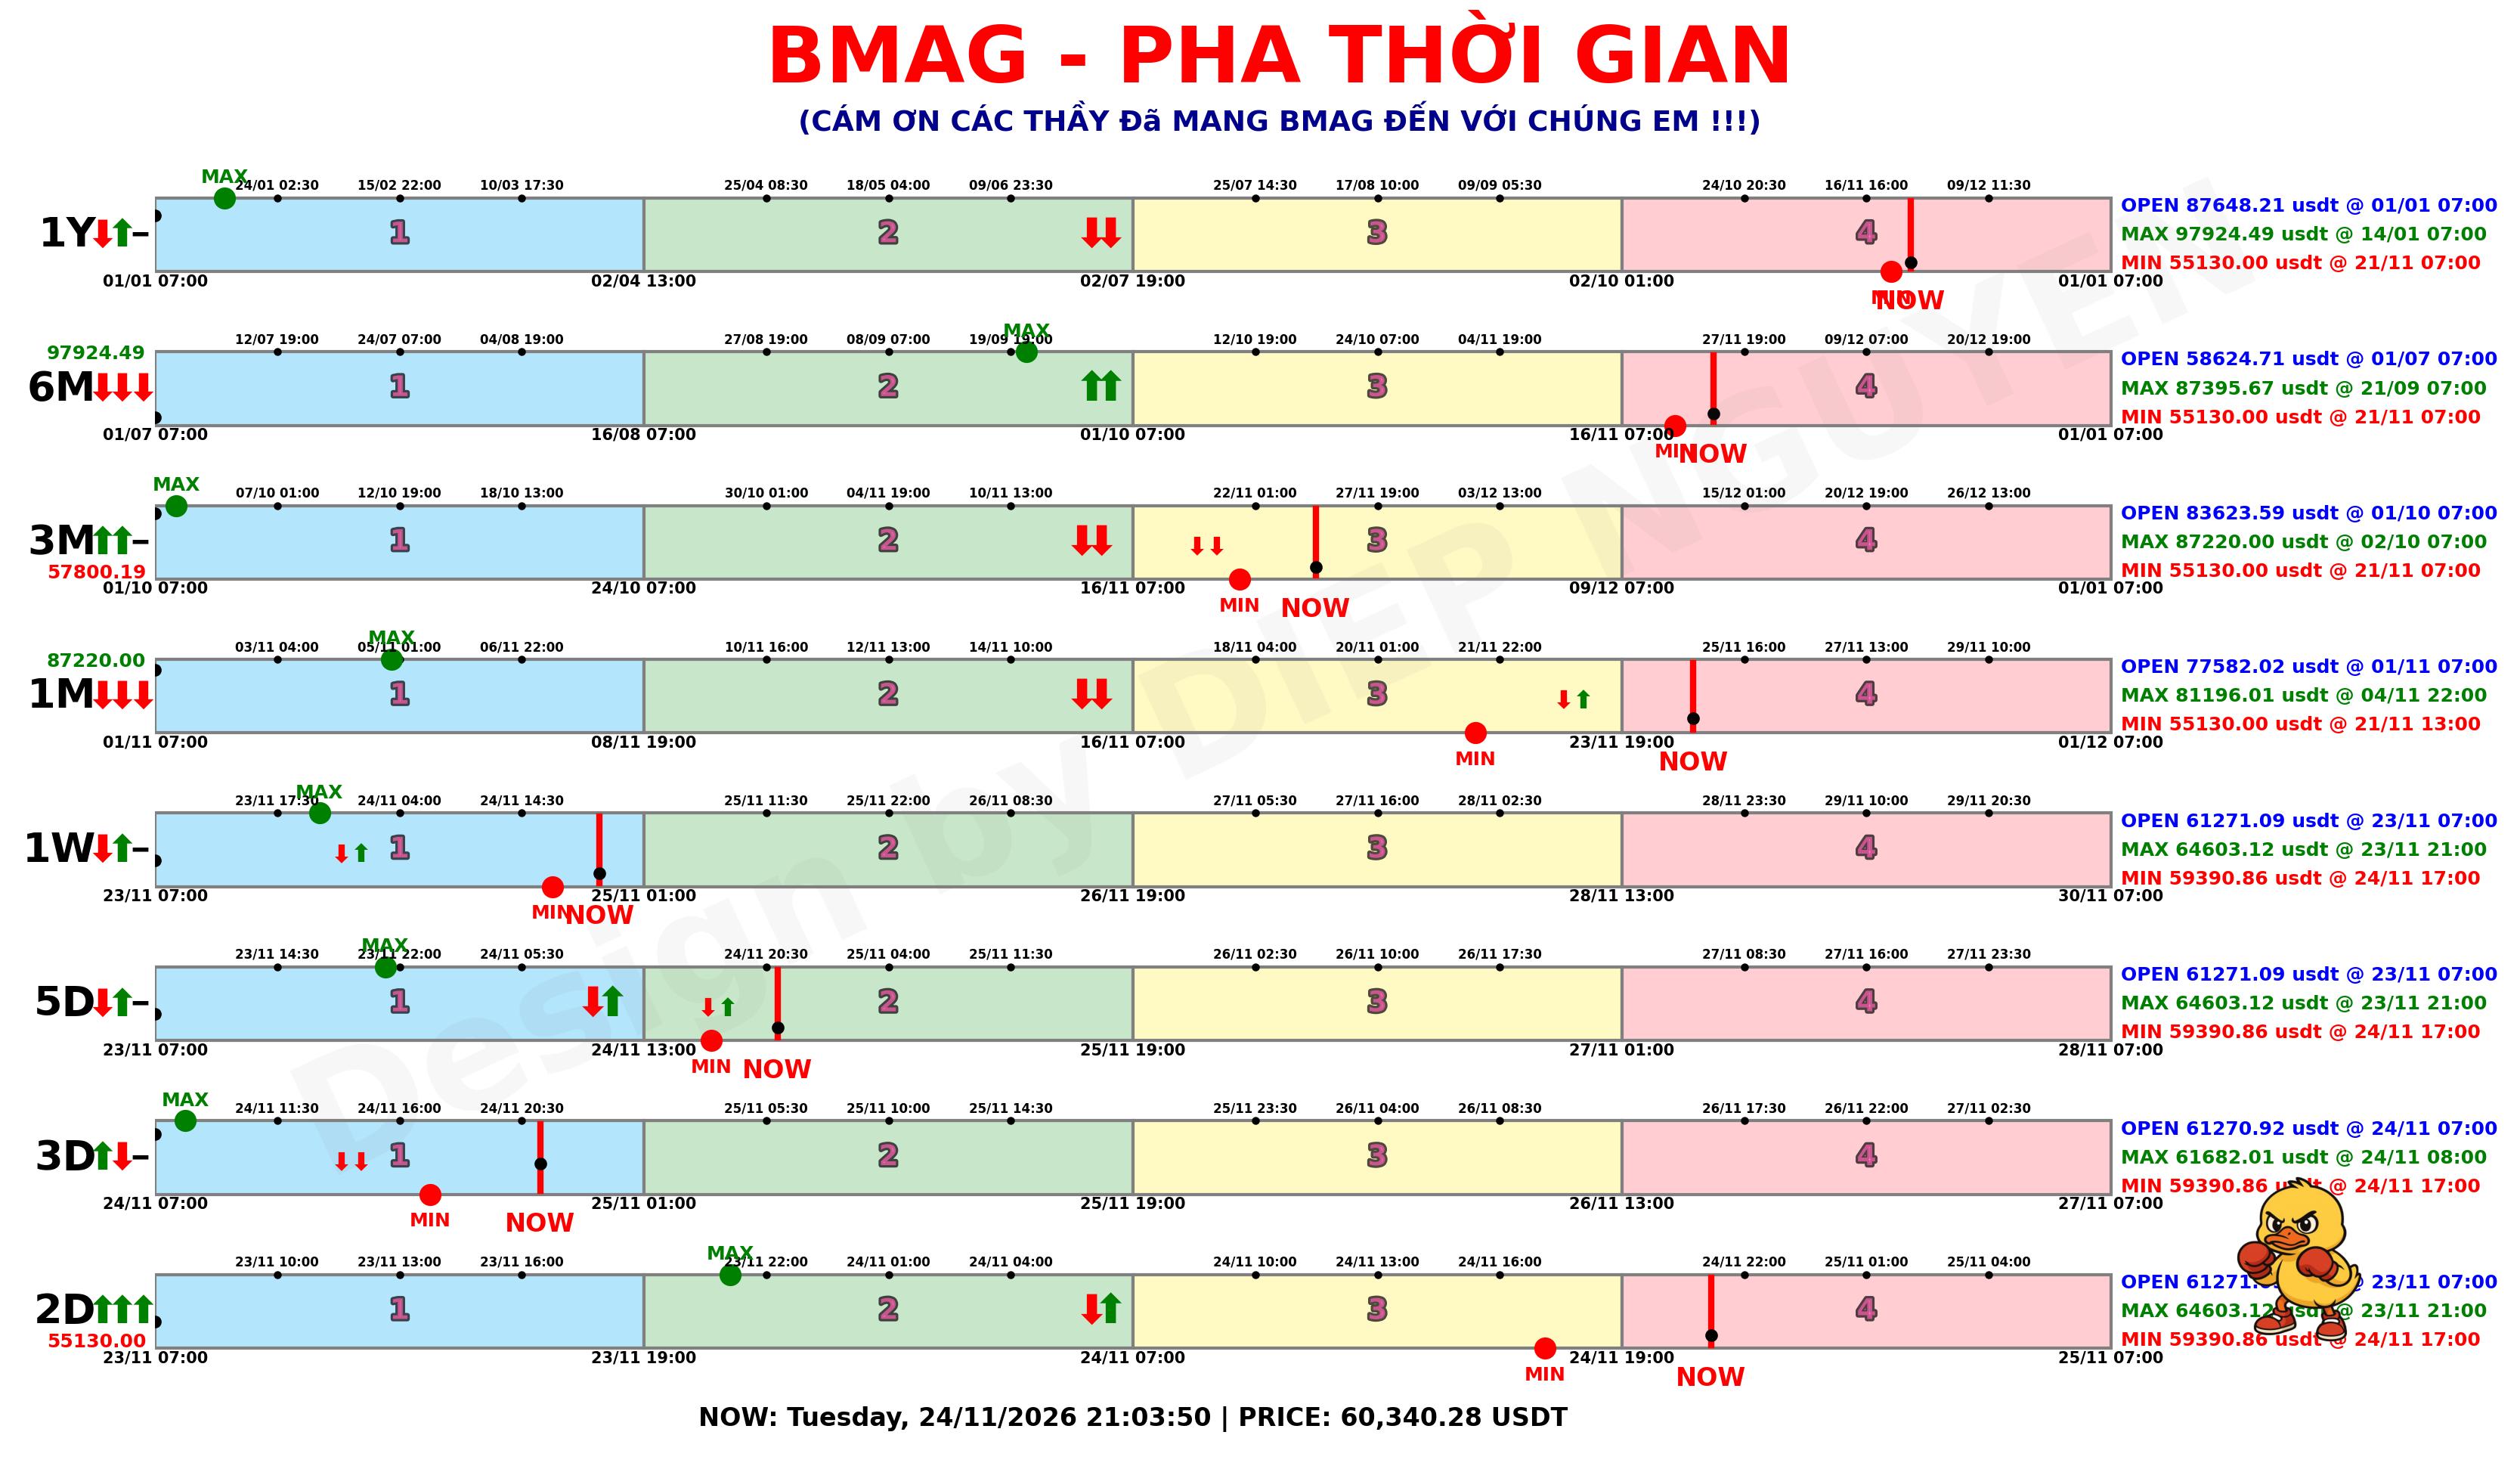 BMAG - PHA THỜI GIAN
(CÁM ƠN CÁC THẦY Đã MANG BMAG ĐẾN VỚI CHÚNG EM !!!)
MAX
24/01 02:30 15/02 22:00 10/03 17:30 25/04 08:30 18/05 04:00 09/06 23:30 25/07 14:30 17/08 10:00 09/09 05:30 24/10 20:30 16/11 16:00 09/12 11:30
1Y 1 2 3 4
OPEN 87648.21 usdt @ 01/01 07:00
MAX 97924.49 usdt @ 14/01 07:00
MIN 55130.00 usdt @ 21/11 07:00
01/01 07:00 02/04 13:00 02/07 19:00 02/10 01:00 01/01 07:00
MIN NOW
MAX
12/07 19:00 24/07 07:00 04/08 19:00 27/08 19:00 08/09 07:00 19/09 19:00 12/10 19:00 24/10 07:00 04/11 19:00 27/11 19:00 09/12 07:00 20/12 19:00
97924.49
6M 1 2 3 4
OPEN 58624.71 usdt @ 01/07 07:00
MAX 87395.67 usdt @ 21/09 07:00
MIN 55130.00 usdt @ 21/11 07:00
01/07 07:00 16/08 07:00 01/10 07:00 16/11 07:00 01/01 07:00
MIN NOW
MAX
07/10 01:00 12/10 19:00 18/10 13:00 30/10 01:00 04/11 19:00 10/11 13:00 22/11 01:00 27/11 19:00 03/12 13:00 15/12 01:00 20/12 19:00 26/12 13:00
3M 1 2 3 4
57800.19
OPEN 83623.59 usdt @ 01/10 07:00
MAX 87220.00 usdt @ 02/10 07:00
MIN 55130.00 usdt @ 21/11 07:00
01/10 07:00 24/10 07:00 16/11 07:00 09/12 07:00 01/01 07:00
MIN NOW
MAX
03/11 04:00 05/11 01:00 06/11 22:00 10/11 16:00 12/11 13:00 14/11 10:00 18/11 04:00 20/11 01:00 21/11 22:00 25/11 16:00 27/11 13:00 29/11 10:00
87220.00
1M 1 2 3 4
OPEN 77582.02 usdt @ 01/11 07:00
MAX 81196.01 usdt @ 04/11 22:00
MIN 55130.00 usdt @ 21/11 13:00
01/11 07:00 08/11 19:00 16/11 07:00 23/11 19:00 01/12 07:00
MIN NOW
MAX
23/11 17:30 24/11 04:00 24/11 14:30 25/11 11:30 25/11 22:00 26/11 08:30 27/11 05:30 27/11 16:00 28/11 02:30 28/11 23:30 29/11 10:00 29/11 20:30
1W 1 2 3 4
OPEN 61271.09 usdt @ 23/11 07:00
MAX 64603.12 usdt @ 23/11 21:00
MIN 59390.86 usdt @ 24/11 17:00
23/11 07:00 25/11 01:00 26/11 19:00 28/11 13:00 30/11 07:00
MIN NOW
MAX
23/11 14:30 23/11 22:00 24/11 05:30 24/11 20:30 25/11 04:00 25/11 11:30 26/11 02:30 26/11 10:00 26/11 17:30 27/11 08:30 27/11 16:00 27/11 23:30
5D 1 2 3 4
OPEN 61271.09 usdt @ 23/11 07:00
MAX 64603.12 usdt @ 23/11 21:00
MIN 59390.86 usdt @ 24/11 17:00
23/11 07:00 24/11 13:00 25/11 19:00 27/11 01:00 28/11 07:00
MIN NOW
MAX
24/11 11:30 24/11 16:00 24/11 20:30 25/11 05:30 25/11 10:00 25/11 14:30 25/11 23:30 26/11 04:00 26/11 08:30 26/11 17:30 26/11 22:00 27/11 02:30
3D 1 2 3 4
OPEN 61270.92 usdt @ 24/11 07:00
MAX 61682.01 usdt @ 24/11 08:00
MIN 59390.86 usdt @ 24/11 17:00
24/11 07:00 25/11 01:00 25/11 19:00 26/11 13:00 27/11 07:00
MIN NOW
MAX
23/11 10:00 23/11 13:00 23/11 16:00 23/11 22:00 24/11 01:00 24/11 04:00 24/11 10:00 24/11 13:00 24/11 16:00 24/11 22:00 25/11 01:00 25/11 04:00
2D 1 2 3 4
55130.00
OPEN 23/11 07:00
MAX 64603.12 usdt @ 23/11 21:00
MIN 59390.86 usdt @ 24/11 17:00
23/11 07:00 23/11 19:00 24/11 07:00 24/11 19:00 25/11 07:00
MIN NOW
NOW: Tuesday, 24/11/2026 21:03:50 | PRICE: 60,340.28 USDT
Design by DIEP NGUYEN